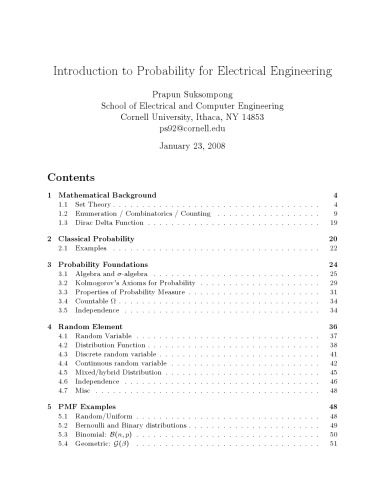 Introduction to Probability for Electrical Engineering
Prapun Suksompong
School of Electrical and Computer Engineering
Cornell University, Ithaca, NY 14853
ps92@cornell.edu
January 23, 2008
Contents
1 Mathematical Background 4
1.1 Set Theory . . . . . . . . . . . . . . . . . . . . . . . . . . . . . . . . . . 4
1.2 Enumeration / Combinatorics / Counting . . . . . . . . . . . . . . . . . 9
1.3 Dirac Delta Function . . . . . . . . . . . . . . . . . . . . . . . . . . . . 19
2 Classical Probability 20
2.1 Examples . . . . . . . . . . . . . . . . . . . . . . . . . . . . . . . . . . 22
3 Probability Foundations 24
3.1 Algebra and σ-algebra . . . . . . . . . . . . . . . . . . . . . . . . . . . 25
3.2 Kolmogorov's Axioms for Probability . . . . . . . . . . . . . . . . . . . 29
3.3 Properties of Probability Measure . . . . . . . . . . . . . . . . . . . . . 31
3.4 Countable Ω . . . . . . . . . . . . . . . . . . . . . . . . . . . . . . . . . 34
3.5 Independence . . . . . . . . . . . . . . . . . . . . . . . . . . . . . . . . 34
4 Random Element 36
4.1 Random Variable . . . . . . . . . . . . . . . . . . . . . . . . . . . . . . 37
4.2 Distribution Function . . . . . . . . . . . . . . . . . . . . . . . . . . . . 38
4.3 Discrete random variable . . . . . . . . . . . . . . . . . . . . . . . . . . 41
4.4 Continuous random variable . . . . . . . . . . . . . . . . . . . . . . . . 42
4.5 Mixed/hybrid Distribution . . . . . . . . . . . . . . . . . . . . . . . . . 45
4.6 Independence . . . . . . . . . . . . . . . . . . . . . . . . . . . . . . . . 46
4.7 Misc . . . . . . . . . . . . . . . . . . . . . . . . . . . . . . . . . . . . . 48
5 PMF Examples 48
5.1 Random/Uniform . . . . . . . . . . . . . . . . . . . . . . . . . . . . . . 48
5.2 Bernoulli and Binary distributions . . . . . . . . . . . . . . . . . . . . . 49
5.3 Binomial: B(n, p) . . . . . . . . . . . . . . . . . . . . . . . . . . . . . . 50
5.4 Geometric: G(β) . . . . . . . . . . . . . . . . . . . . . . . . . . . . . . 51